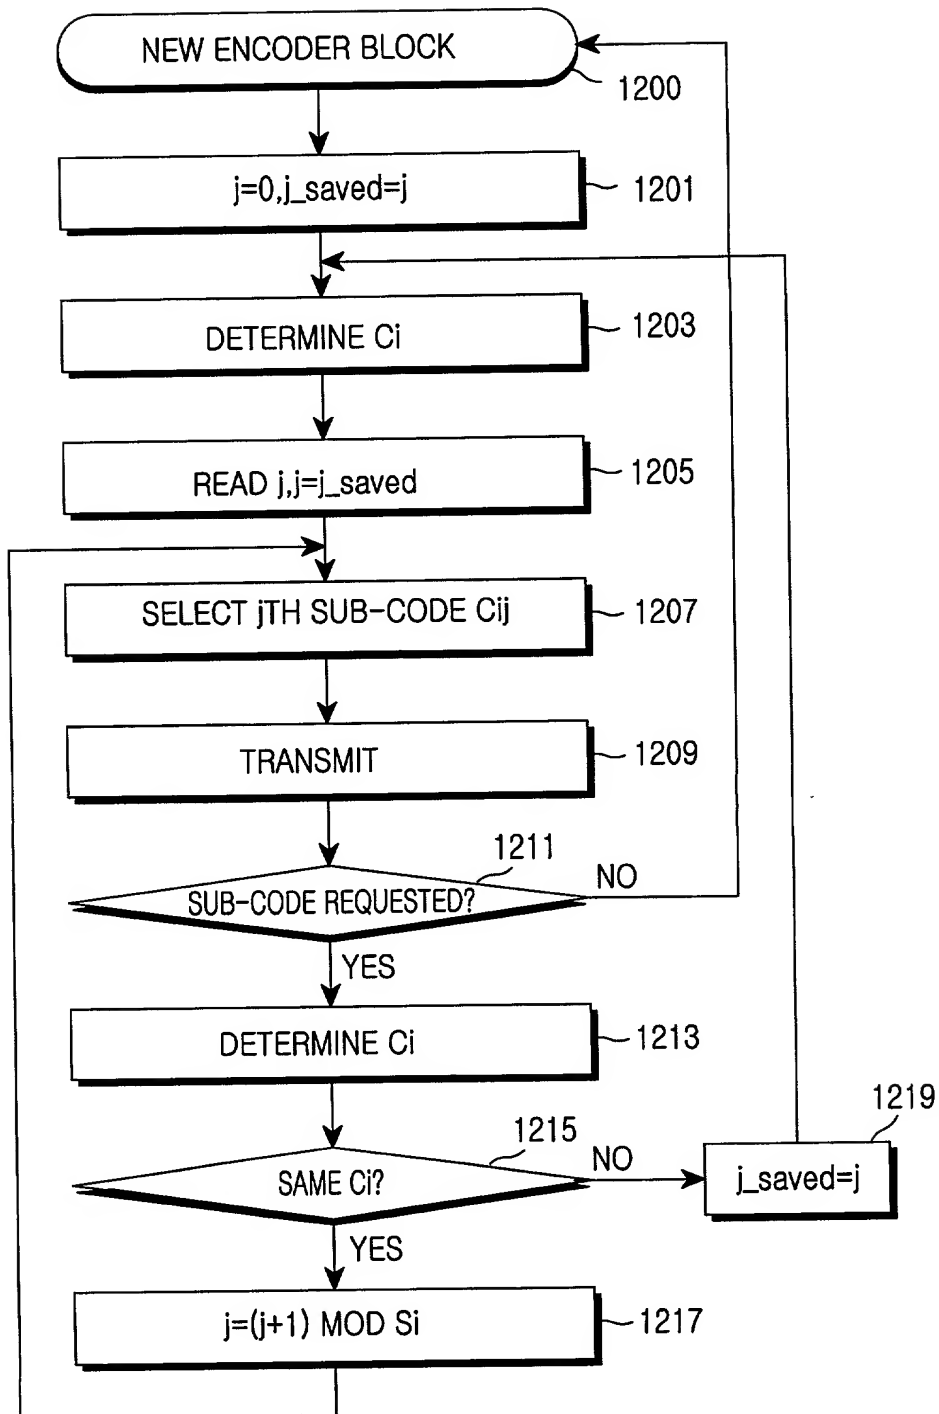 NEW ENCODER BLOCK
1200
j=0,j_saved=j
1201
DETERMINE Ci
1203
READ j,j=j_saved
1205
SELECT jTH SUB-CODE Cij
1207
TRANSMIT
1209
1211
SUB-CODE REQUESTED?
NO
YES
DETERMINE Ci
1213
1215
SAME Ci?
NO
1219
j_saved=j
YES
j=(j+1) MOD Si
1217